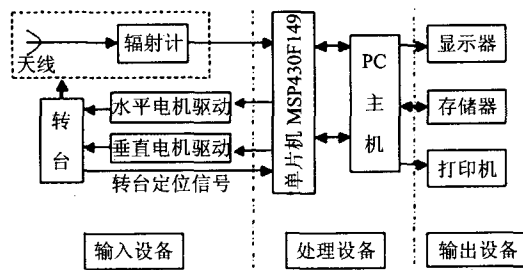 天线
辐射计
转台
水平电机驱动
垂直电机驱动
转台定位信号
单片机 MSP430F149
PC主机
显示器
存储器
打印机
输入设备
处理设备
输出设备